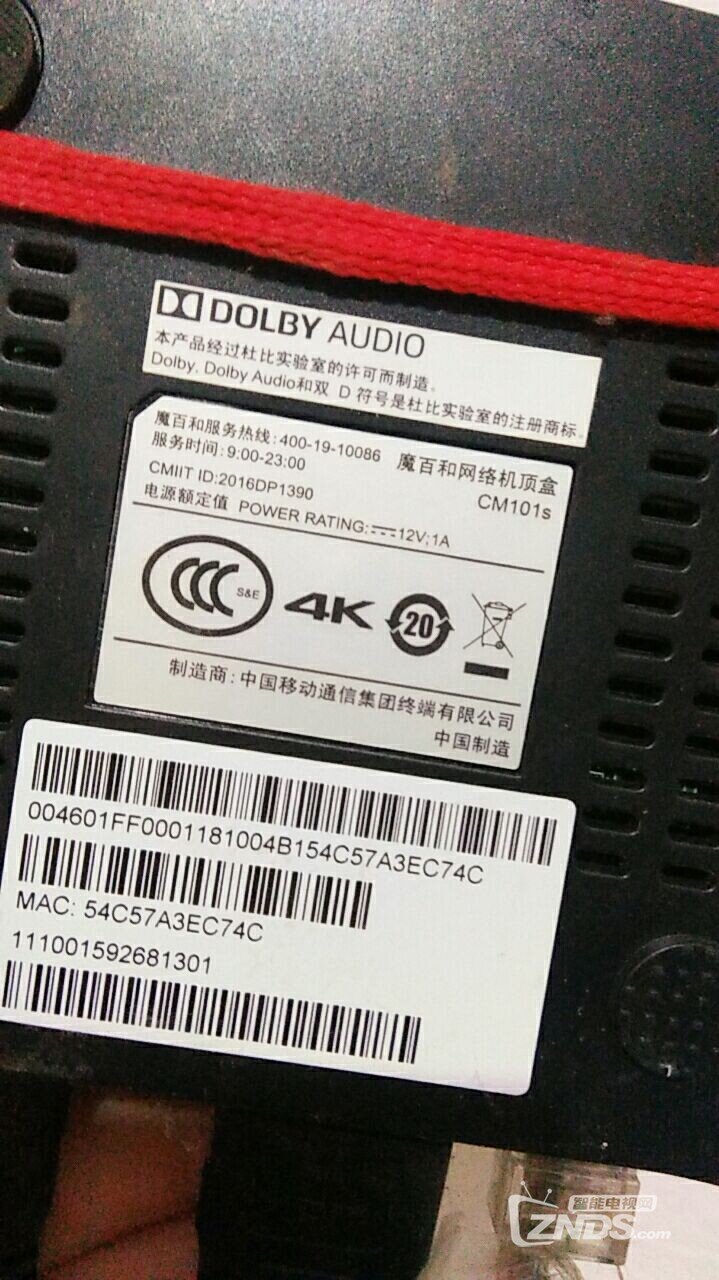 DOLBY AUDIO
本产品经过杜比实验室的许可而制造。
Dolby, Dolby Audio和双 D 符号是杜比实验室的注册商标。
魔百和服务热线:400-19-10086
服务时间:9:00-23:00
魔百和网络机顶盒
CM101s
CMIIT ID:2016DP1390
电源额定值 POWER RATING: 12V;1A
CCC S&E 4K 20
制造商:中国移动通信集团终端有限公司
中国制造
004601FF0001181004B154C57A3EC74C
MAC: 54C57A3EC74C
111001592681301
智能电视网
ZNDS.com